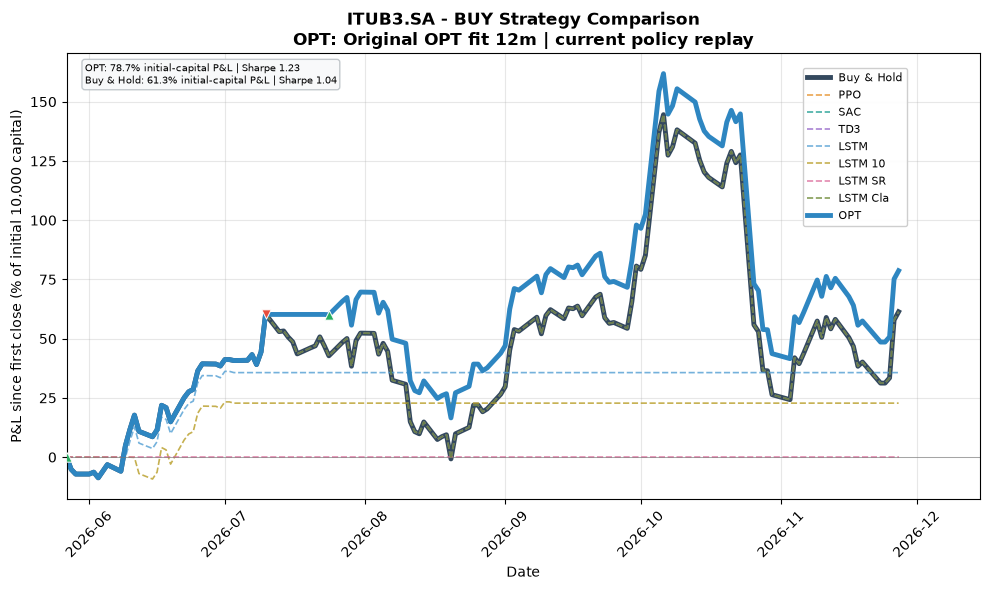 ITUB3.SA - BUY Strategy Comparison
OPT: Original OPT fit 12m | current policy replay
OPT: 78.7% initial-capital P&L | Sharpe 1.23
Buy & Hold: 61.3% initial-capital P&L | Sharpe 1.04
Buy & Hold
PPO
SAC
TD3
LSTM
LSTM 10
LSTM SR
LSTM Cla
OPT
P&L since first close (% of initial 10,000 capital)
150
125
100
75
50
25
0
2026-06
2026-07
2026-08
2026-09
2026-10
2026-11
2026-12
Date